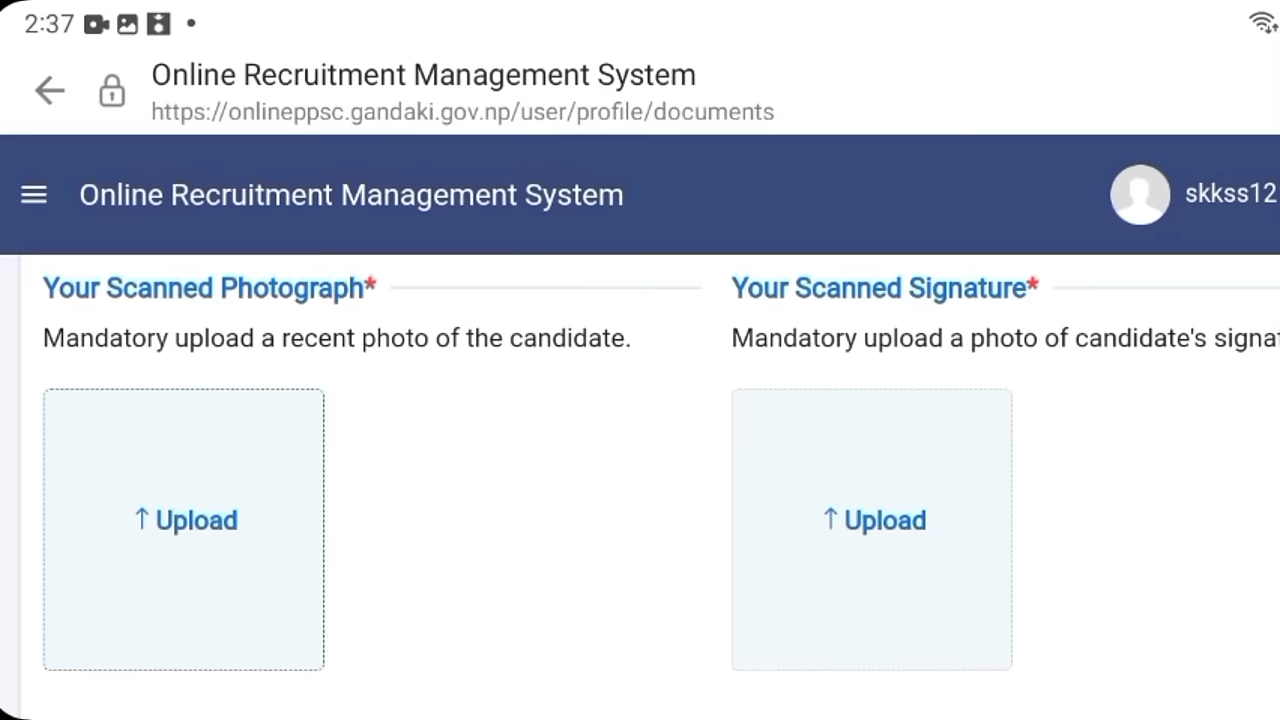 2:37
Online Recruitment Management System
https://onlineppsc.gandaki.gov.np/user/profile/documents
Online Recruitment Management System
skkss12
Your Scanned Photograph*
Your Scanned Signature*
Mandatory upload a recent photo of the candidate.
Mandatory upload a photo of candidate's
↑ Upload
↑ Upload